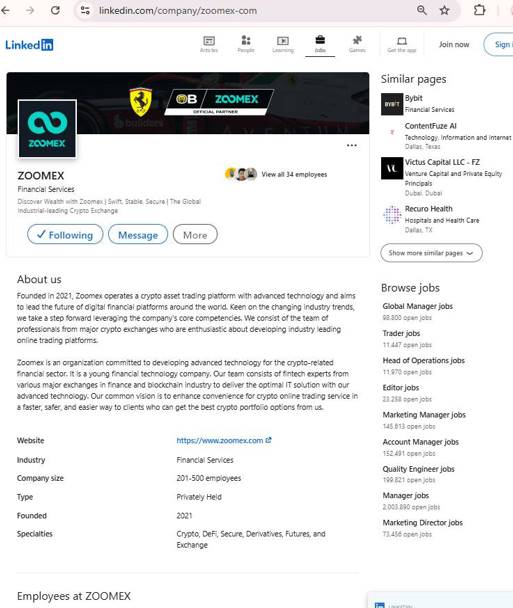 linkedin.com/company/zoomex-com
Linkedin
Articles
People
Learning
Jobs
Games
Get the app
Join now
Sign i
OB
ZOOMEX
OFFICIAL PARTNER
ZOOMEX
ZOOMEX
Financial Services
Discover Wealth with Zoomex | Swift, Stable, Secure | The Global
Industrial-leading Crypto Exchange
View all 34 employees
Following
Message
More
About us
Founded in 2021, Zoomex operates a crypto asset trading platform with advanced technology and aims
to lead the future of digital financial platforms around the world. Keen on the changing industry trends,
we take a step forward leveraging the company's core competencies. We consist of the team of
professionals from major crypto exchanges who are enthusiastic about developing industry leading
online trading platforms.
Zoomex is an organization committed to developing advanced technology for the crypto-related
financial sector. It is a young financial technology company. Our team consists of fintech experts from
various major exchanges in finance and blockchain industry to deliver the optimal IT solution with our
advanced technology. Our common vision is to enhance convenience for crypto online trading service in
a faster, safer, and easier way to clients who can get the best crypto portfolio options from us.
Website
https://www.zoomex.com
Industry
Financial Services
Company size
201-500 employees
Type
Privately Held
Founded
2021
Specialties
Crypto, DeFi, Secure, Derivatives, Futures, and
Exchange
Employees at ZOOMEX
Similar pages
BYBIT
Bybit
Financial Services
ContentFuze AI
Technology, Information and Internet
Dallas, Texas
Victus Capital LLC - FZ
Venture Capital and Private Equity
Principals
Dubai, Dubai
Recuro Health
Hospitals and Health Care
Dallas, TX
Show more similar pages
Browse jobs
Global Manager jobs
98,800 open jobs
Trader jobs
11,447 open jobs
Head of Operations jobs
11,970 open jobs
Editor jobs
23,258 open jobs
Marketing Manager jobs
145,613 open jobs
Account Manager jobs
152,491 open jobs
Quality Engineer jobs
199,821 open jobs
Manager jobs
2,003,890 open jobs
Marketing Director jobs
73,456 open jobs